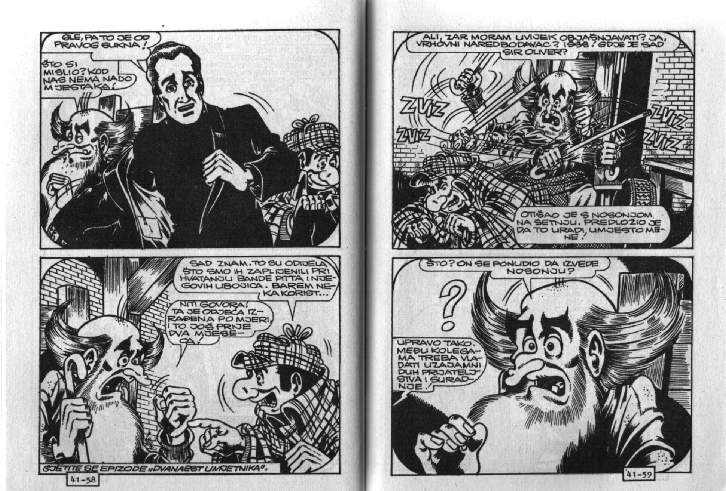 GLE, PA TO JE OD
PRAVOG SUKNA!
ŠTO SI
MISLIO? KOD
NAS NEMA NADO
MJESTAKA!
SAD ZNAM. TO SU ODIJELA
ŠTO SMO IH ZAPLIJENILI PRI
HVATANJU BANDE PITTA I NJE-
GOVIH UBOJICA. BAREM NE-
KA KORIST...
NITI GOVORA!
TA JE ODJEĆA IZ-
RAĐENA PO MJERI,
I TO JOŠ PRIJE
DVA MJESE-
CA!
SJETITE SE EPIZODE „DVANAEST UMJETNIKA".
41-58
ALI, ZAR MORAM UVIJEK OBJAŠNJAVATI? JA,
VRHOVNI NAREDBODAVAC? GDJE JE SAD
SIR OLIVER?
ZVIZ
ZVIZ
ZVIZ
ZVIZ
OTIŠAO JE S NOSONJOM
NA ŠETNJU. PREDLOŽIO JE
DA TO URADI UMJESTO ME-
NE!
ŠTO? ON SE PONUDIO DA IZVEDE
NOSONJU?
?
UPRAVO TAKO.
MEĐU KOLEGA-
MA TREBA VLA-
DATI UZAJAMNI
DUH PRIJATELJ-
STVA I SURAD-
NJE!
41-59